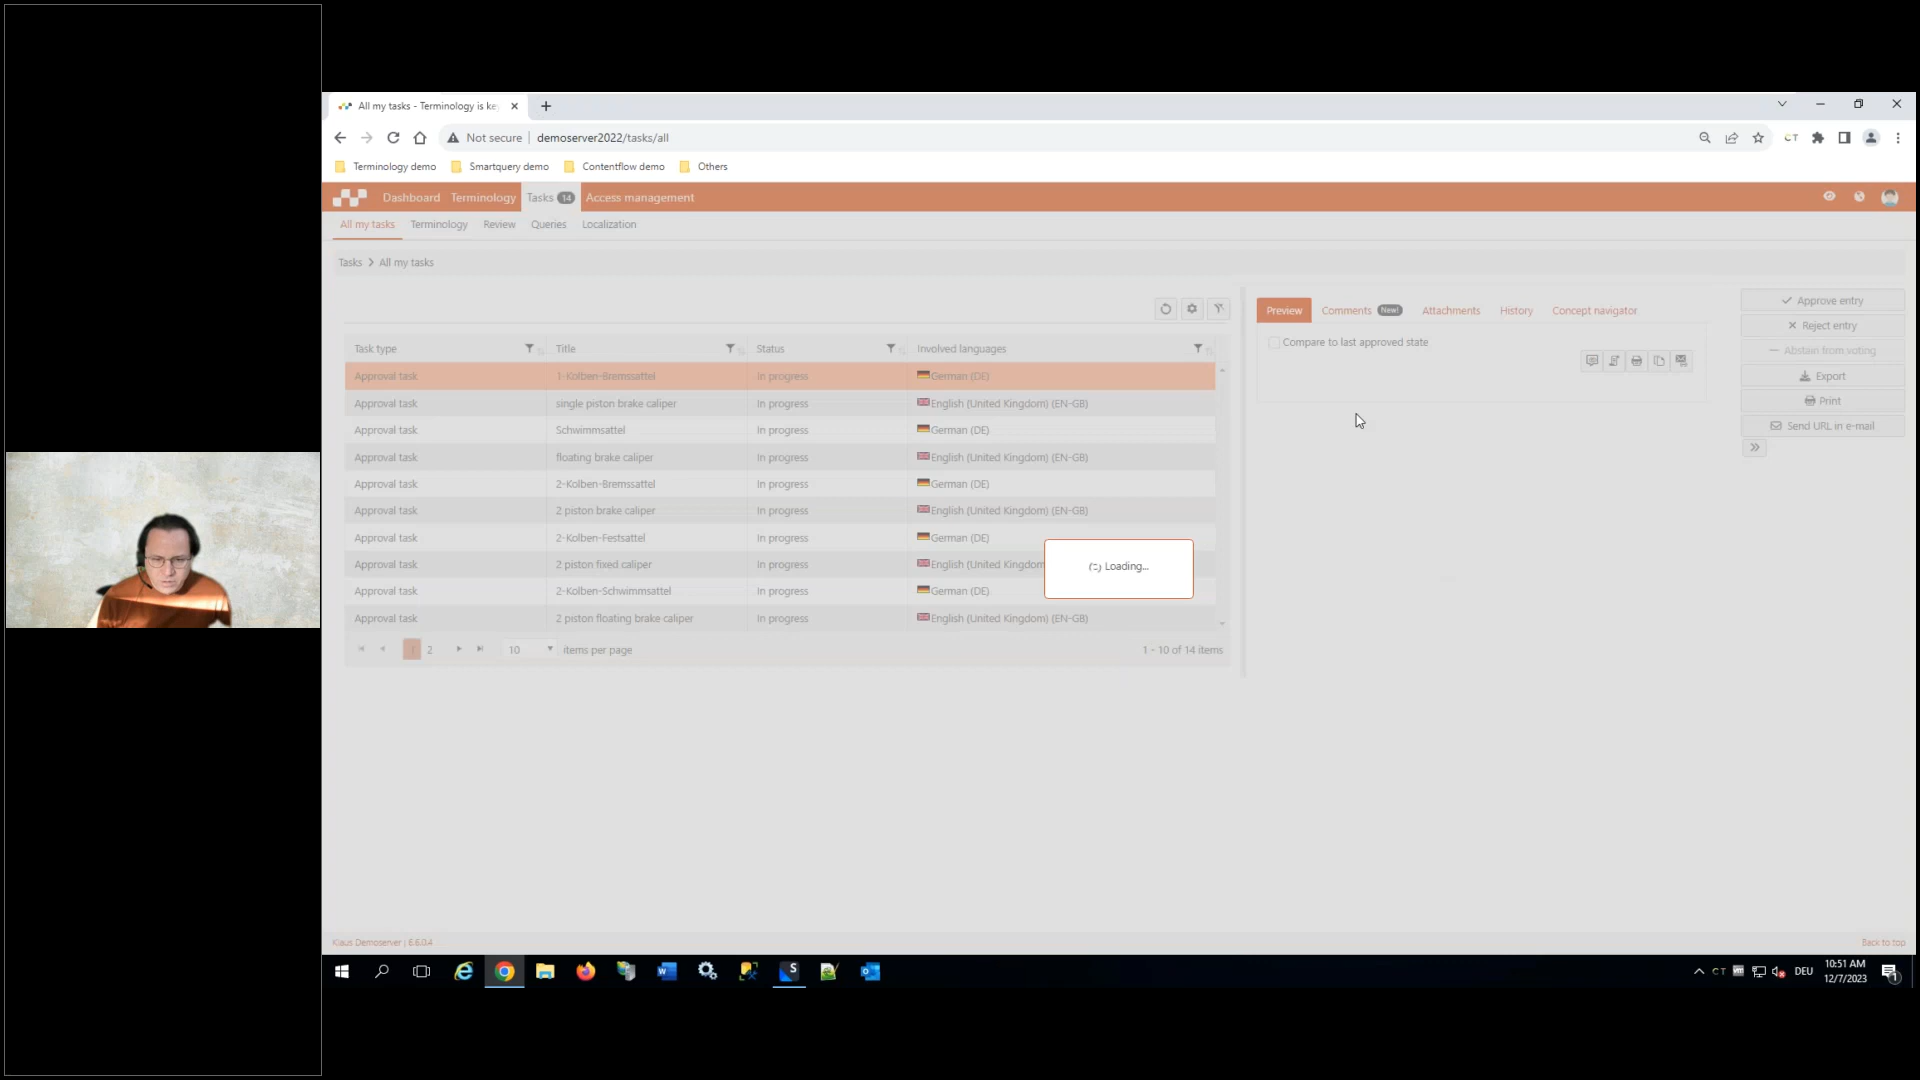 All my tasks - Terminology is ke
Not secure demoserver2022/tasks/all
Terminology demo Smartquery demo Contentflow demo Others
Dashboard Terminology Tasks 14 Access management
All my tasks Terminology Review Queries Localization
Tasks > All my tasks
Task type Title Status Involved languages
Approval task 1-Kolben-Bremssattel In progress German (DE)
Approval task single piston brake caliper In progress English (United Kingdom) (EN-GB)
Approval task Schwimmsattel In progress German (DE)
Approval task floating brake caliper In progress English (United Kingdom) (EN-GB)
Approval task 2-Kolben-Bremssattel In progress German (DE)
Approval task 2 piston brake caliper In progress English (United Kingdom) (EN-GB)
Approval task 2-Kolben-Festsattel In progress German (DE)
Approval task 2 piston fixed caliper In progress English (United Kingdom
Approval task 2-Kolben-Schwimmsattel In progress German (DE)
Approval task 2 piston floating brake caliper In progress English (United Kingdom) (EN-GB)
1 2 10 items per page 1 - 10 of 14 items
Loading...
Preview Comments New! Attachments History Concept navigator
Compare to last approved state
Approve entry
Reject entry
Abstain from voting
Export
Print
Send URL in e-mail
Klaus Demoserver | 6.6.0.4
Back to top
CT
DEU
10:51 AM
12/7/2023
1